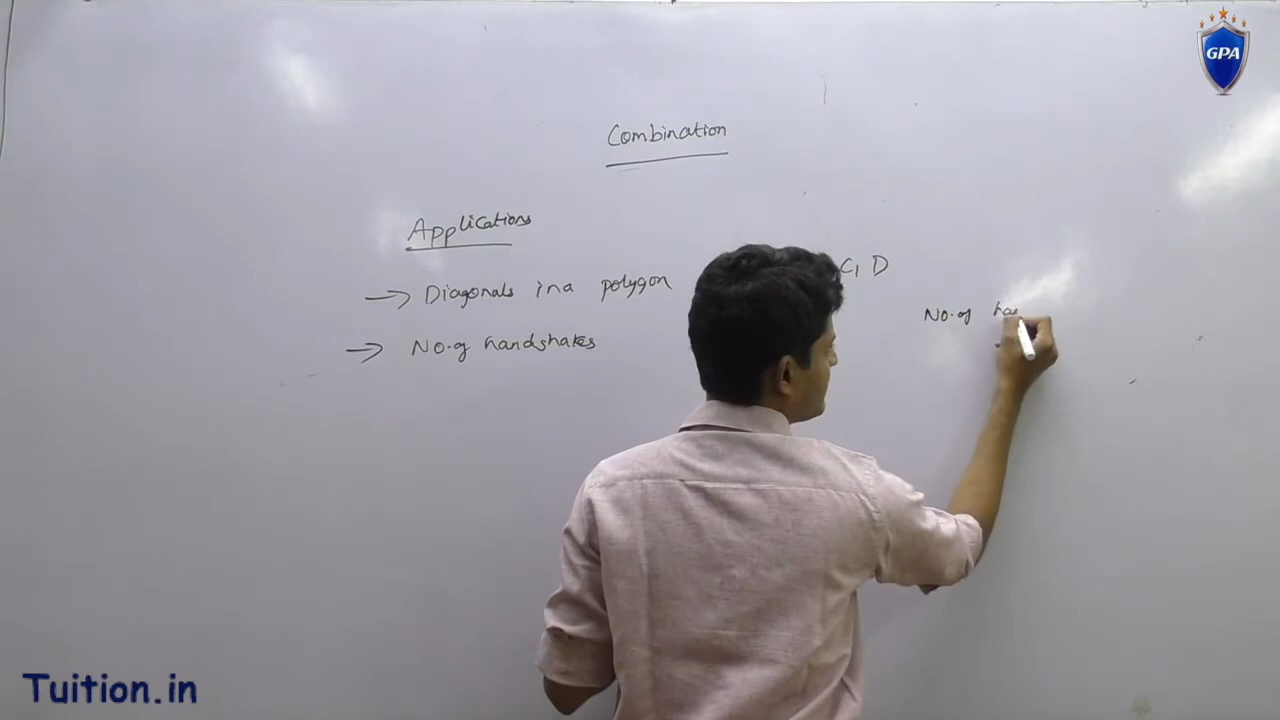 GPA
Combination
Applications
→ Diagonals in a polygon
C, D
No. of ha
→ No. of handshakes
Tuition.in